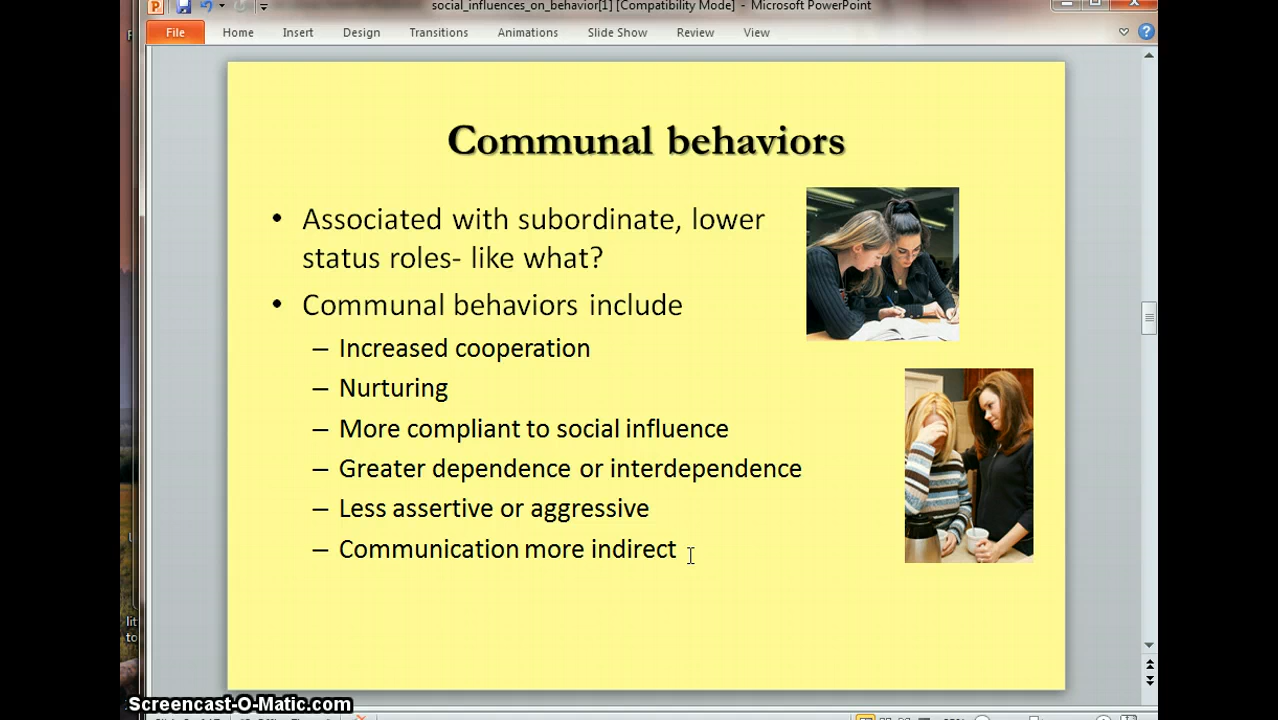 social_influences_on_behavior[1] [Compatibility Mode] - Microsoft PowerPoint
File Home Insert Design Transitions Animations Slide Show Review View
Communal behaviors
• Associated with subordinate, lower
status roles- like what?
• Communal behaviors include
– Increased cooperation
– Nurturing
– More compliant to social influence
– Greater dependence or interdependence
– Less assertive or aggressive
– Communication more indirect
lit
to
Screencast-O-Matic.com